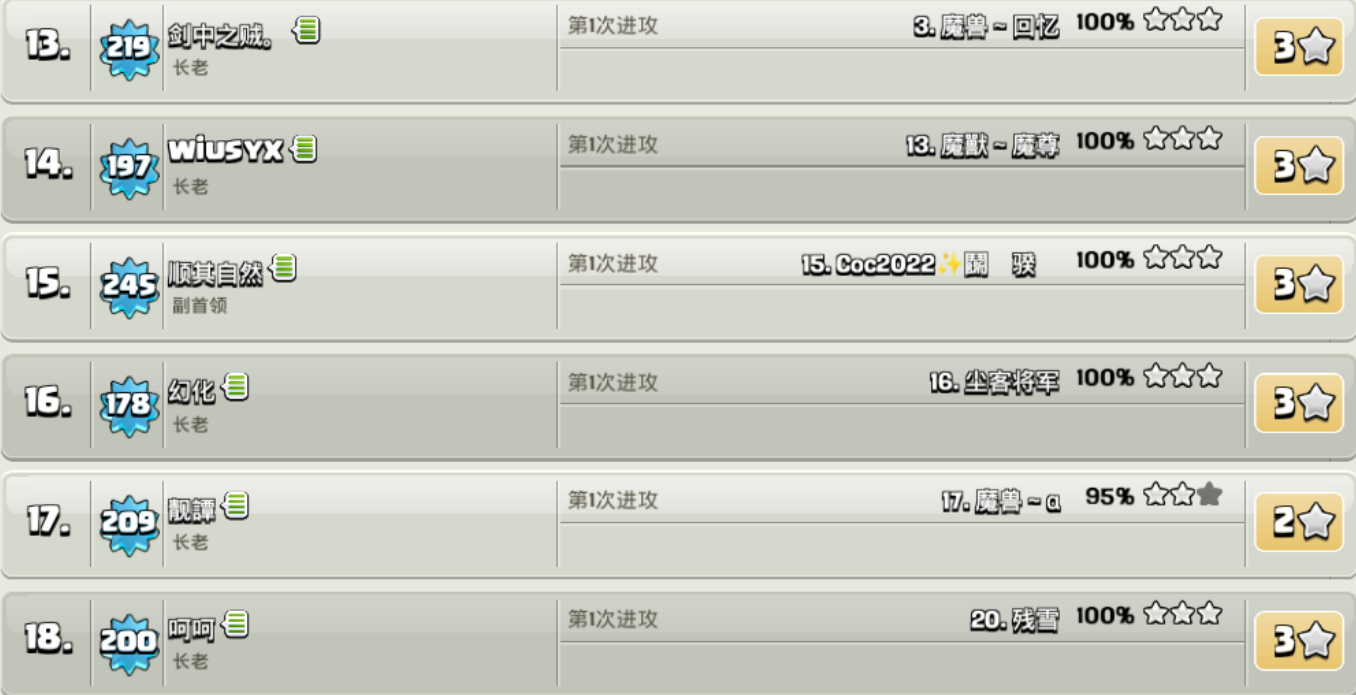 13. 219 剑中之贼。 第1次进攻 3. 魔兽~回忆 100% 3
长老
14. 197 wiusyx 第1次进攻 13. 魔獸~魔尊 100% 3
长老
15. 245 顺其自然 第1次进攻 15. Coc2022✨ 100% 3
副首领
16. 178 幻化 第1次进攻 16. 尘客将军 100% 3
长老
17. 209 靓譚 第1次进攻 17. 魔兽~α 95% 2
长老
18. 200 呵呵 第1次进攻 20. 残雪 100% 3
长老